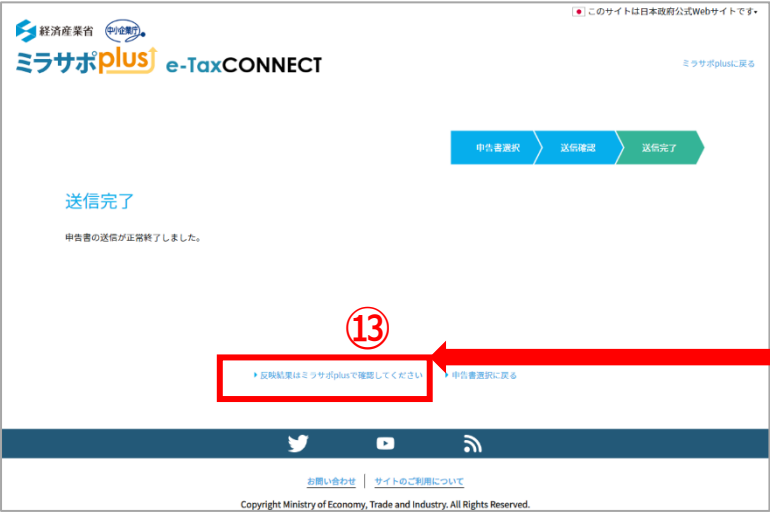 このサイトは日本政府公式Webサイトです
経済産業省 中小企業庁
ミラサポplus e-TaxCONNECT
ミラサポplusに戻る
申告書選択 送信確認 送信完了
送信完了
申告書の送信が正常終了しました。
⑬
反映結果はミラサポplusで確認してください 申告書選択に戻る
お問い合わせ サイトのご利用について
Copyright Ministry of Economy, Trade and Industry. All Rights Reserved.